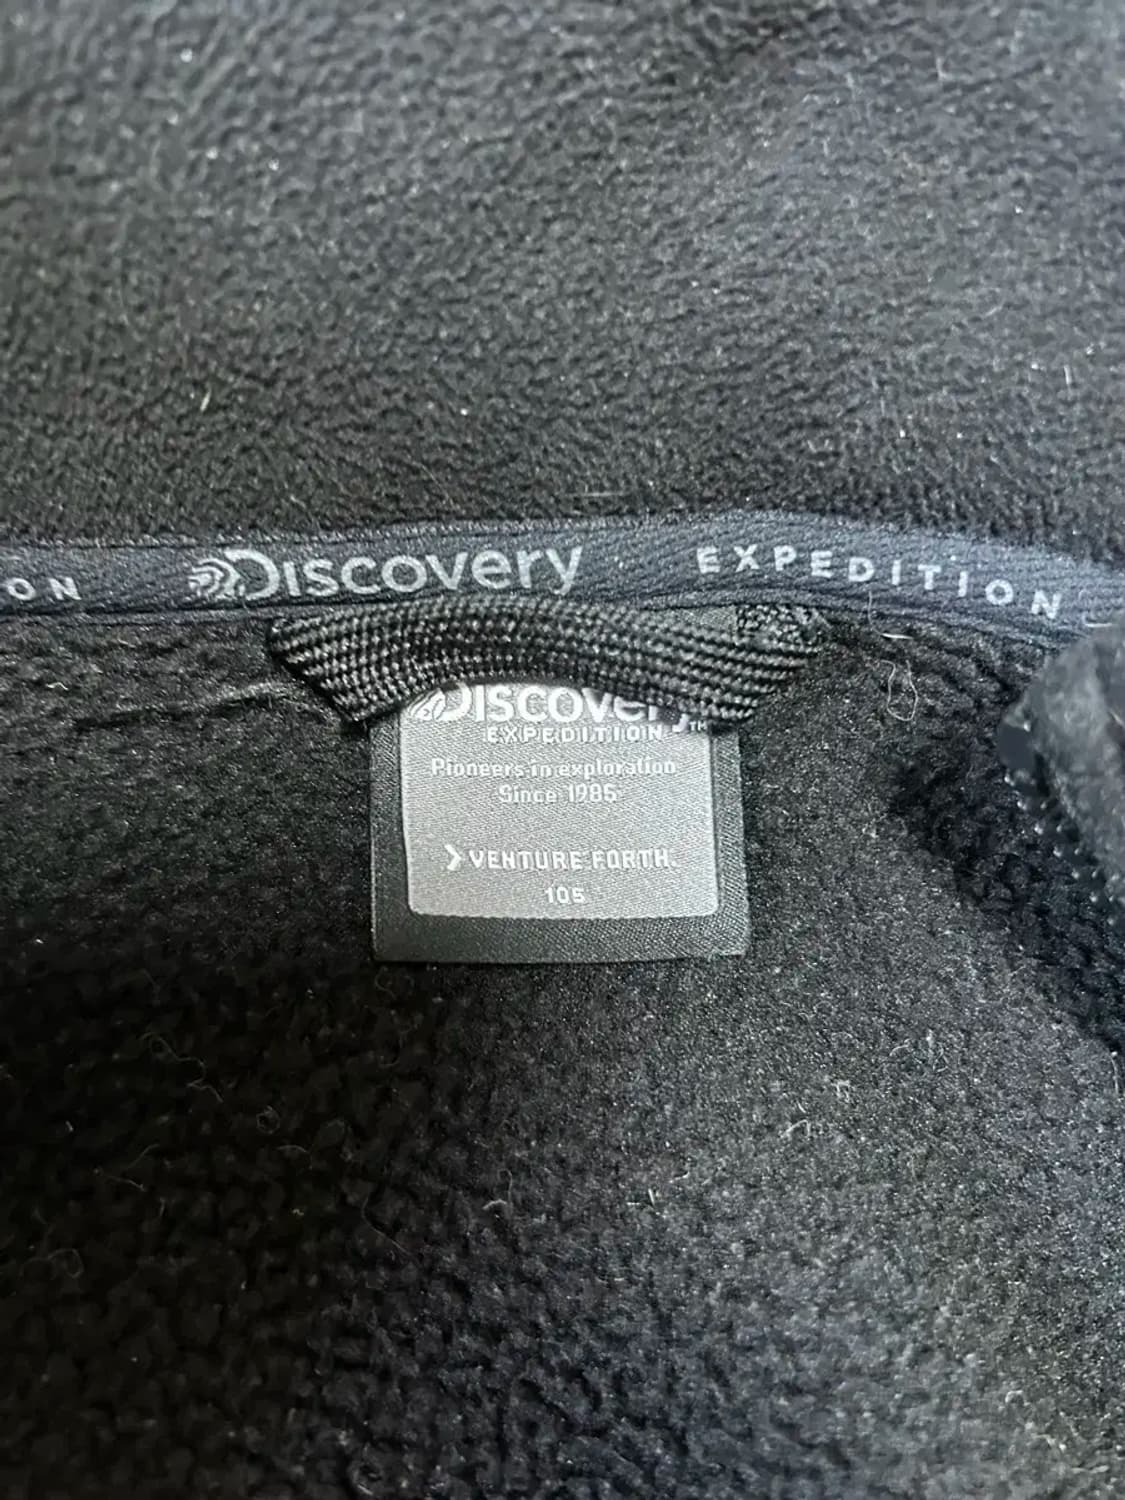 ON Discovery EXPEDITION
Discovery
EXPEDITION
Pioneers in exploration
Since 1985
VENTURE FORTH.
105